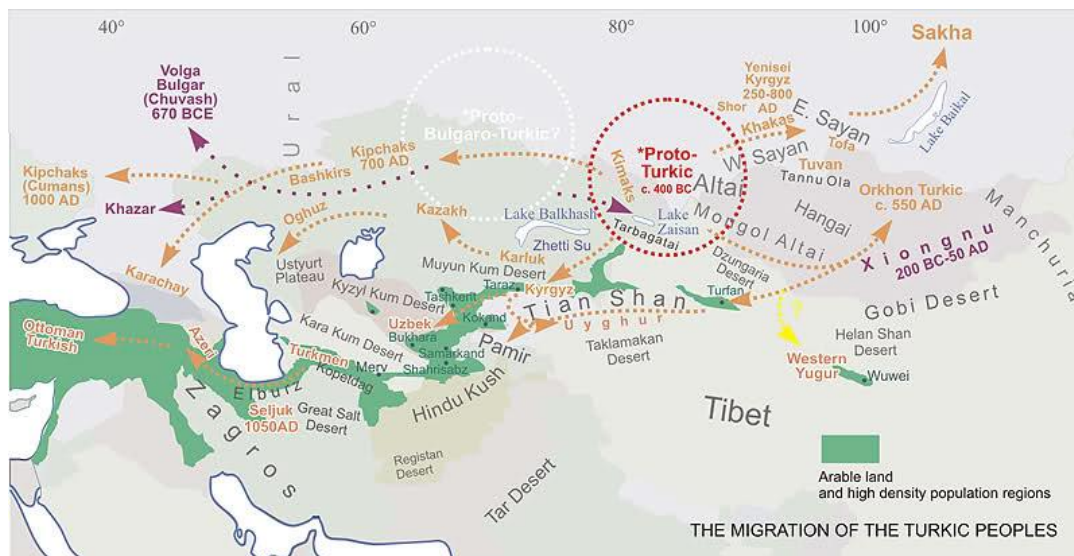 40°
60°
80°
100°
Sakha
Volga
Bulgar
(Chuvash)
670 BCE
Ural
*Proto-
Bulgaro-Turkic?
Yenisei
Kyrgyz
250-800
AD
Shor
Khakas
E. Sayan
Lake Baikal
Kipchaks
700 AD
Bashkirs
Kimaks
*Proto-
Turkic
c. 400 BC
W. Sayan
Tofa
Tuvan
Tannu Ola
Kipchaks
(Cumans)
1000 AD
Khazar
Altai
Orkhon Turkic
c. 550 AD
Oghuz
Kazakh
Lake Balkhash
Lake
Zaisan
Hangai
Mongol Altai
Manchuria
Xiongnu
200 BC-50 AD
Zhetti Su
Tarbagatai
Karluk
Ustyurt
Plateau
Muyun Kum Desert
Dzungaria
Desert
Karachay
Kyzyl Kum Desert
Taraz
Kyrgyz
Tian Shan
Turfan
Gobi Desert
Tashkent
Ottoman
Turkish
Azeri
Uzbek
Kokand
Uyghur
?
Kara Kum Desert
Bukhara
Pamir
Taklamakan
Desert
Helan Shan
Desert
Turkmen
Samarkand
Western
Yugur
Wuwei
Kopetdag
Merv
Shahrisabz
Elburz
Zagros
Seljuk
1050AD
Great Salt
Desert
Hindu Kush
Tibet
Registan
Desert
Tar Desert
Arable land
and high density population regions
THE MIGRATION OF THE TURKIC PEOPLES